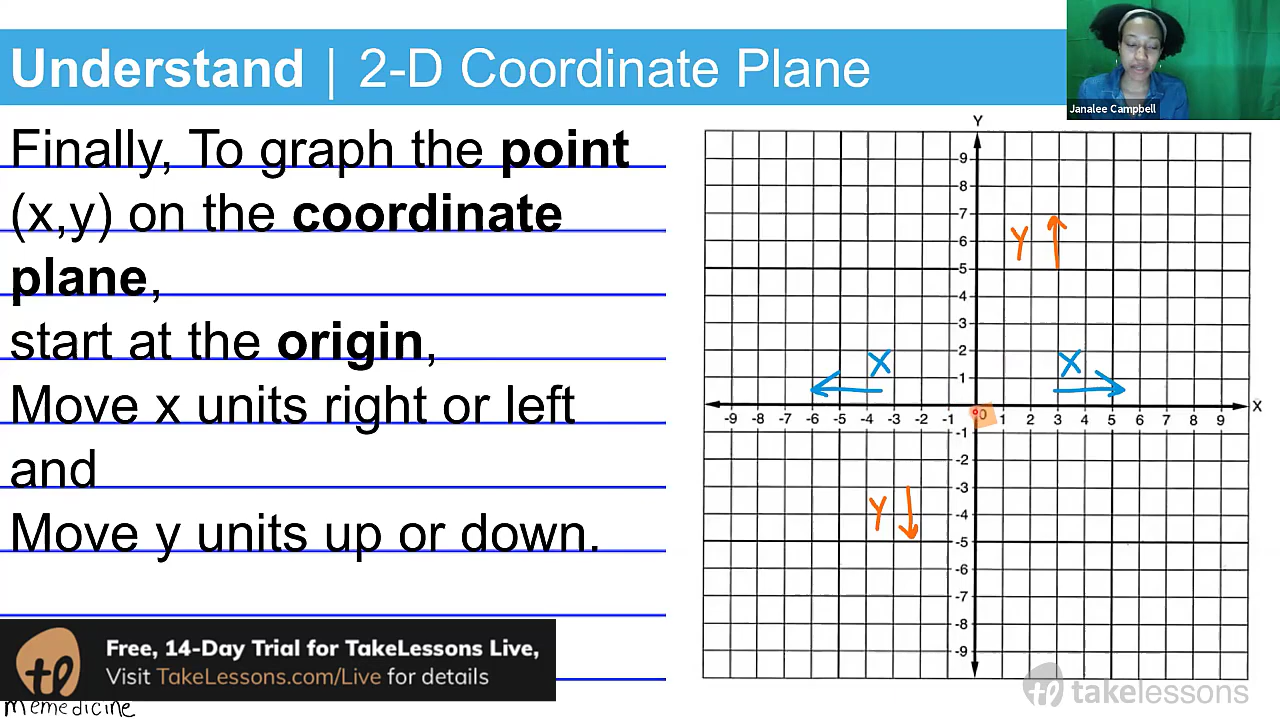 Understand | 2-D Coordinate Plane
Janalee Campbell
Finally, To graph the point
(x,y) on the coordinate
plane,
start at the origin,
Move x units right or left
and
Move y units up or down.
Y
9
8
7
Y
6
5
4
3
2
X X
1
-9 -8 -7 -6 -5 -4 -3 -2 -1 0 1 2 3 4 5 6 7 8 9 X
-1
-2
-3
Y
-4
-5
-6
-7
-8
-9
Free, 14-Day Trial for TakeLessons Live,
Visit TakeLessons.com/Live for details
tl
memedicine
tl takelessons